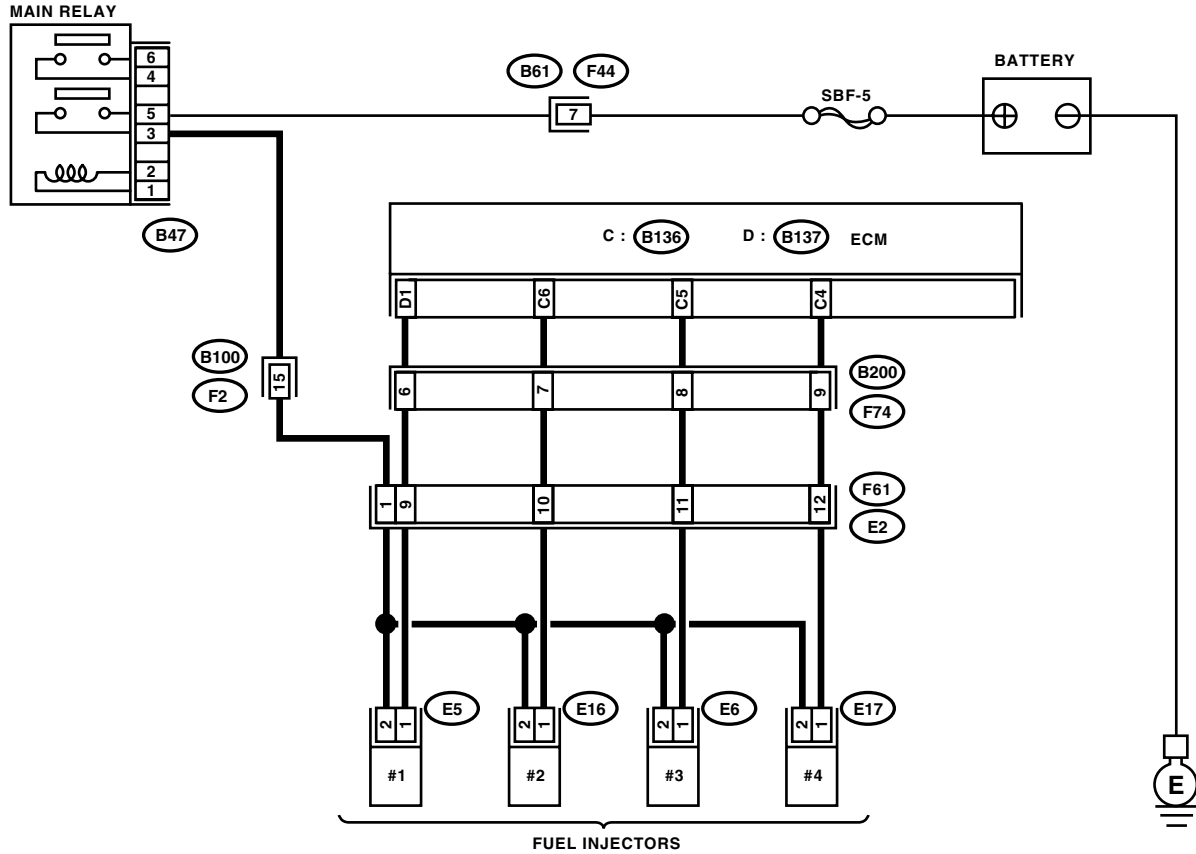 MAIN RELAY
6
4
5
3
2
1
B47
B61 F44
7
SBF-5
BATTERY
C : B136 D : B137 ECM
D1 C6 C5 C4
B100
F2
15
6 7 8 9
B200
F74
1 9 10 11 12
F61
E2
2 1 E5 2 1 E16 2 1 E6 2 1 E17
#1 #2 #3 #4
E
FUEL INJECTORS